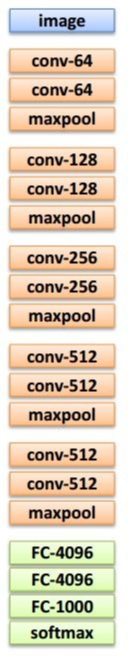 image
conv-64
conv-64
maxpool
conv-128
conv-128
maxpool
conv-256
conv-256
maxpool
conv-512
conv-512
maxpool
conv-512
conv-512
maxpool
FC-4096
FC-4096
FC-1000
softmax